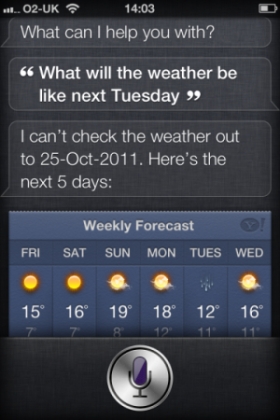 O2-UK 14:03
What can I help you with?
“ What will the weather be
like next Tuesday ”
I can't check the weather out
to 25-Oct-2011. Here's the
next 5 days:
Weekly Forecast
FRI SAT SUN MON TUES WED
15° 16° 19° 18° 12° 16°
7° 7° 8° 12° 11° 11°